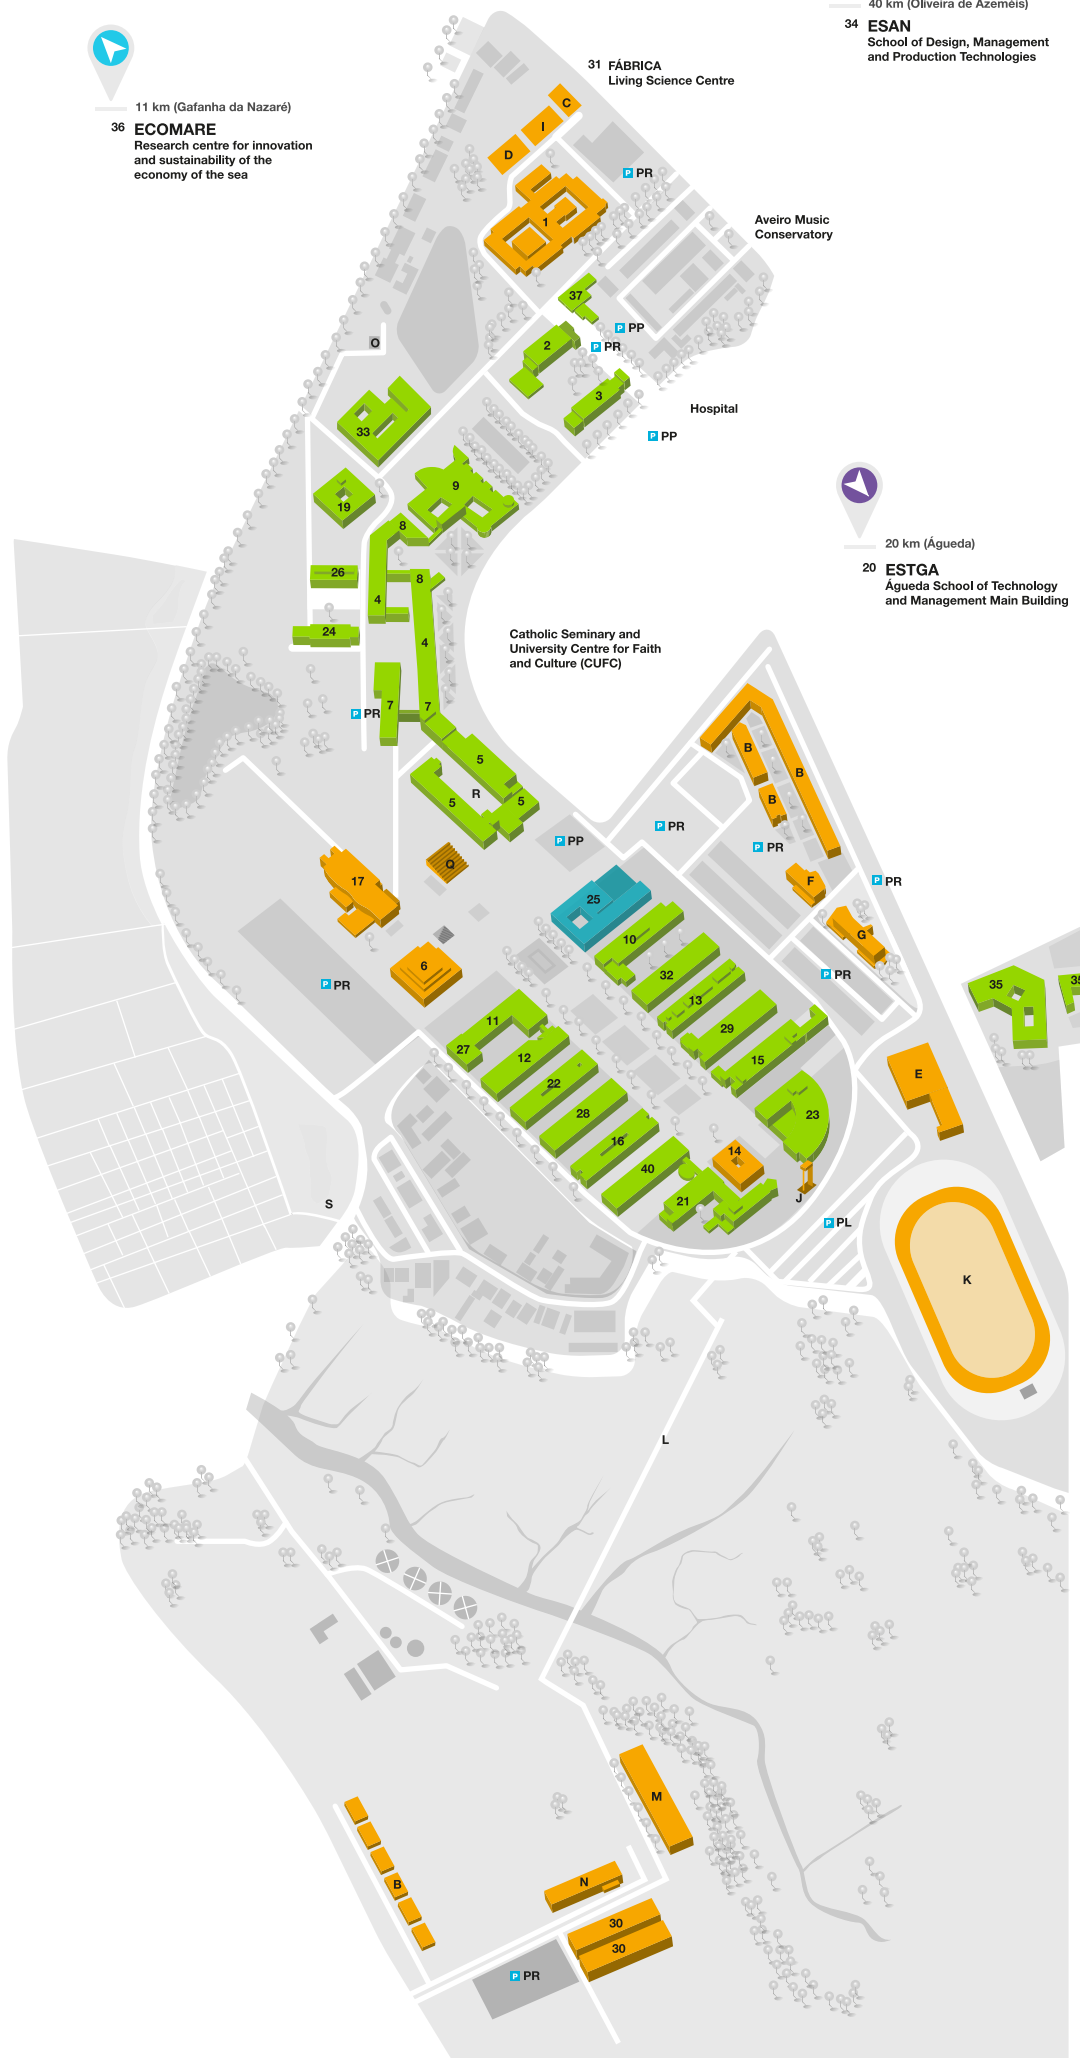 40 km (Oliveira de Azeméis)
34 ESAN
School of Design, Management
and Production Technologies
31 FÁBRICA
Living Science Centre
11 km (Gafanha da Nazaré)
36 ECOMARE
Research centre for innovation
and sustainability of the
economy of the sea
C
I
D
P PR
1
Aveiro Music
Conservatory
37
P PP
O
2
P PR
3
Hospital
33
P PP
9
19
8
20 km (Águeda)
20 ESTGA
Águeda School of Technology
and Management Main Building
26
8
4
24
4
Catholic Seminary and
University Centre for Faith
and Culture (CUFC)
7
7
P PR
B
5
B
R
5
5
B
P PR
P PP
P PR
Q
17
F
P PR
25
G
10
6
32
P PR
P PR
35
35
13
11
29
27
12
15
E
22
28
23
16
14
40
J
21
S
P PL
K
L
M
N
B
30
30
P PR